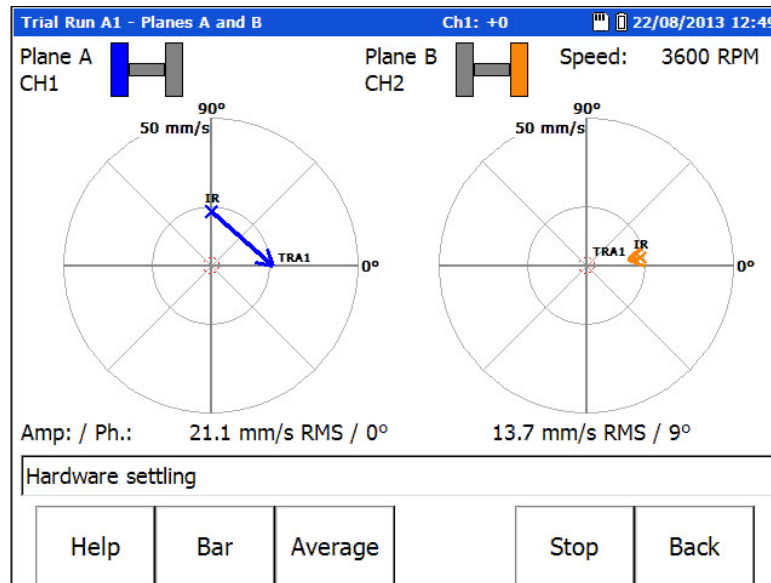 Trial Run A1 - Planes A and B Ch1: +0 22/08/2013 12:49
Plane A
CH1
Plane B
CH2
Speed: 3600 RPM
90°
50 mm/s
IR
TRA1
0°
90°
50 mm/s
IR
TRA1
0°
Amp: / Ph.: 21.1 mm/s RMS / 0° 13.7 mm/s RMS / 9°
Hardware settling
Help Bar Average Stop Back